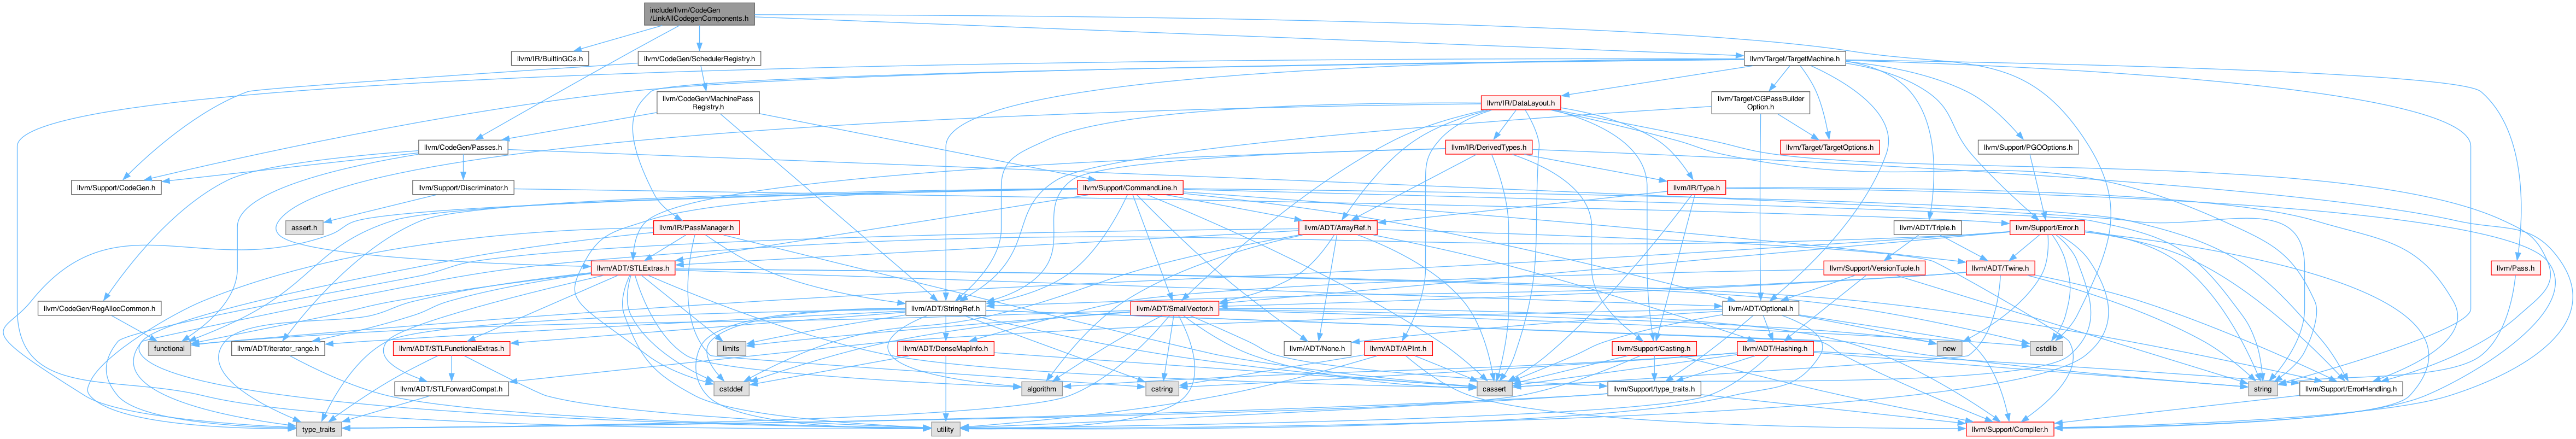 include/llvm/CodeGen
/LinkAllCodegenComponents.h
llvm/IR/BuiltinGCs.h
llvm/CodeGen/SchedulerRegistry.h
llvm/Target/TargetMachine.h
llvm/CodeGen/MachinePass
Registry.h
llvm/IR/DataLayout.h
llvm/Target/CGPassBuilder
Option.h
llvm/CodeGen/Passes.h
llvm/IR/DerivedTypes.h
llvm/Target/TargetOptions.h
llvm/Support/PGOOptions.h
llvm/Support/CodeGen.h
llvm/Support/Discriminator.h
llvm/Support/CommandLine.h
llvm/IR/Type.h
assert.h
llvm/IR/PassManager.h
llvm/ADT/ArrayRef.h
llvm/ADT/Triple.h
llvm/Support/Error.h
llvm/ADT/STLExtras.h
llvm/Support/VersionTuple.h
llvm/ADT/Twine.h
llvm/Pass.h
llvm/CodeGen/RegAllocCommon.h
llvm/ADT/StringRef.h
llvm/ADT/SmallVector.h
llvm/ADT/Optional.h
functional
llvm/ADT/iterator_range.h
llvm/ADT/STLFunctionalExtras.h
limits
llvm/ADT/DenseMapInfo.h
llvm/ADT/None.h
llvm/ADT/APInt.h
llvm/Support/Casting.h
llvm/ADT/Hashing.h
new
cstdlib
llvm/ADT/STLForwardCompat.h
cstddef
algorithm
cstring
cassert
llvm/Support/type_traits.h
string
llvm/Support/ErrorHandling.h
type_traits
utility
llvm/Support/Compiler.h